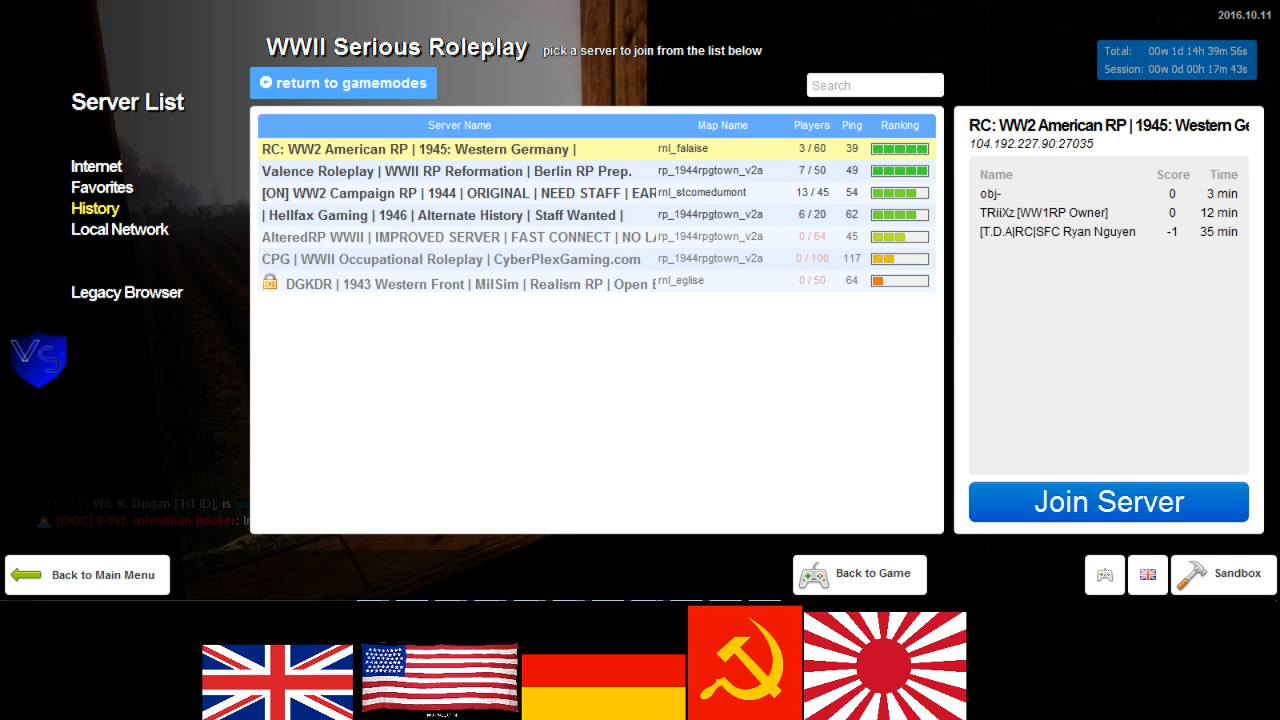 2016.10.11
WWII Serious Roleplay pick a server to join from the list below
Total: 00w 1d 14h 39m 56s
Session: 00w 0d 00h 17m 43s
return to gamemodes
Search
Server List
Internet
Favorites
History
Local Network
Legacy Browser
VS
Server Name Map Name Players Ping Ranking
RC: WW2 American RP | 1945: Western Germany | rnl_falaise 3 / 60 39
Valence Roleplay | WWII RP Reformation | Berlin RP Prep. rp_1944rpgtown_v2a 7 / 50 49
[ON] WW2 Campaign RP | 1944 | ORIGINAL | NEED STAFF | EAR rnl_stcomedumont 13 / 45 54
| Hellfax Gaming | 1946 | Alternate History | Staff Wanted | rp_1944rpgtown_v2a 6 / 20 62
AlteredRP WWII | IMPROVED SERVER | FAST CONNECT | NO LA rp_1944rpgtown_v2a 0 / 64 45
CPG | WWII Occupational Roleplay | CyberPlexGaming.com rp_1944rpgtown_v2a 0 / 100 117
DGKDR | 1943 Western Front | MilSim | Realism RP | Open E rnl_eglise 0 / 50 64
RC: WW2 American RP | 1945: Western Ge
104.192.227.90:27035
Name Score Time
obj- 0 3 min
TRiiXz [WW1RP Owner] 0 12 min
[T.D.A|RC|SFC Ryan Nguyen -1 35 min
Join Server
[SERVER] Pfc. K. Dugan [1st ID], is
[OOC] B-Pvt. Johnathan Booker:
Back to Main Menu
Back to Game
Sandbox